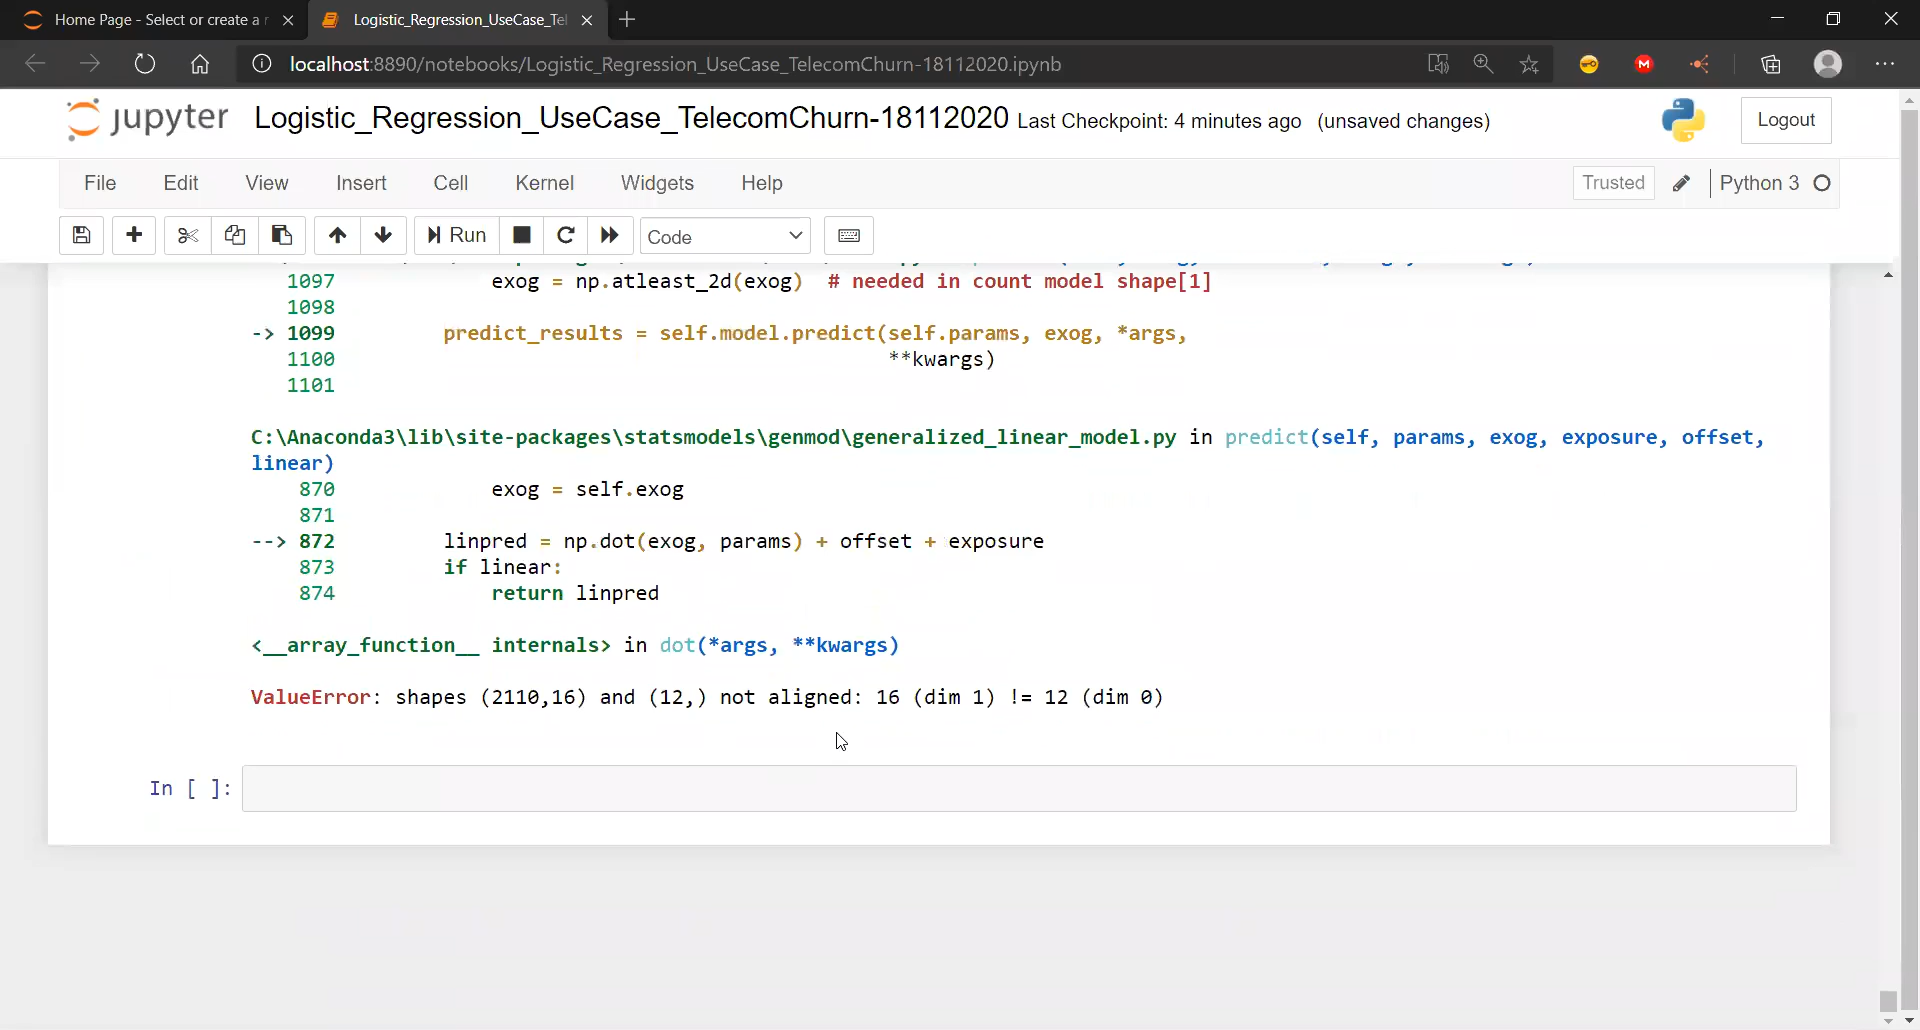 Home Page - Select or create a r
Logistic_Regression_UseCase_Tel
localhost:8890/notebooks/Logistic_Regression_UseCase_TelecomChurn-18112020.ipynb
jupyter Logistic_Regression_UseCase_TelecomChurn-18112020 Last Checkpoint: 4 minutes ago (unsaved changes)
Logout
File Edit View Insert Cell Kernel Widgets Help
Trusted Python 3
Run Code
1097 exog = np.atleast_2d(exog) # needed in count model shape[1]
1098
-> 1099 predict_results = self.model.predict(self.params, exog, *args,
1100 **kwargs)
1101
C:\Anaconda3\lib\site-packages\statsmodels\genmod\generalized_linear_model.py in predict(self, params, exog, exposure, offset,
linear)
870 exog = self.exog
871
--> 872 linpred = np.dot(exog, params) + offset + exposure
873 if linear:
874 return linpred
<__array_function__ internals> in dot(*args, **kwargs)
ValueError: shapes (2110,16) and (12,) not aligned: 16 (dim 1) != 12 (dim 0)
In [ ]: